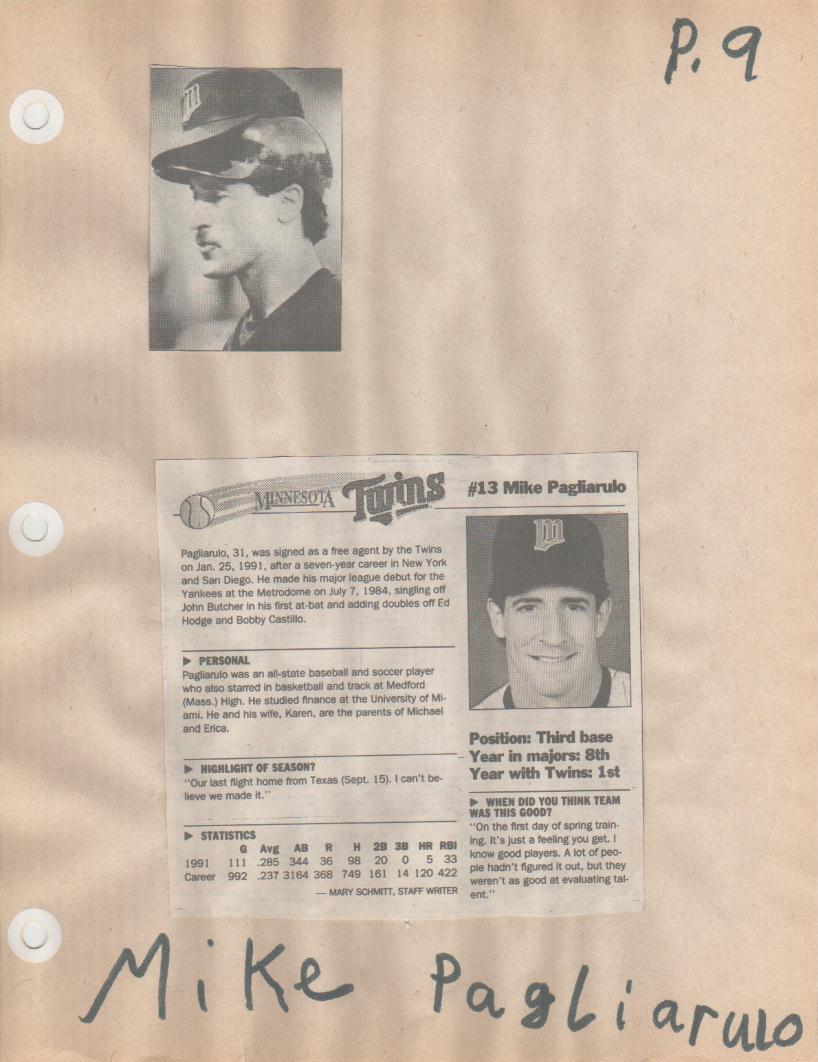 P. 9
MINNESOTA Twins
#13 Mike Pagliarulo
Pagliarulo, 31, was signed as a free agent by the Twins
on Jan. 25, 1991, after a seven-year career in New York
and San Diego. He made his major league debut for the
Yankees at the Metrodome on July 7, 1984, singling off
John Butcher in his first at-bat and adding doubles off Ed
Hodge and Bobby Castillo.
▶ PERSONAL
Pagliarulo was an all-state baseball and soccer player
who also starred in basketball and track at Medford
(Mass.) High. He studied finance at the University of Mi-
ami. He and his wife, Karen, are the parents of Michael
and Erica.
▶ HIGHLIGHT OF SEASON?
"Our last flight home from Texas (Sept. 15). I can't be-
lieve we made it."
▶ STATISTICS
G Avg AB R H 2B 3B HR RBI
1991 111 .285 344 36 98 20 0 5 33
Career 992 .237 3164 368 749 161 14 120 422
— MARY SCHMITT, STAFF WRITER
Position: Third base
Year in majors: 8th
Year with Twins: 1st
▶ WHEN DID YOU THINK TEAM
WAS THIS GOOD?
"On the first day of spring train-
ing. It's just a feeling you get. I
know good players. A lot of peo-
ple hadn't figured it out, but they
weren't as good at evaluating tal-
ent."
Mike Pagliarulo